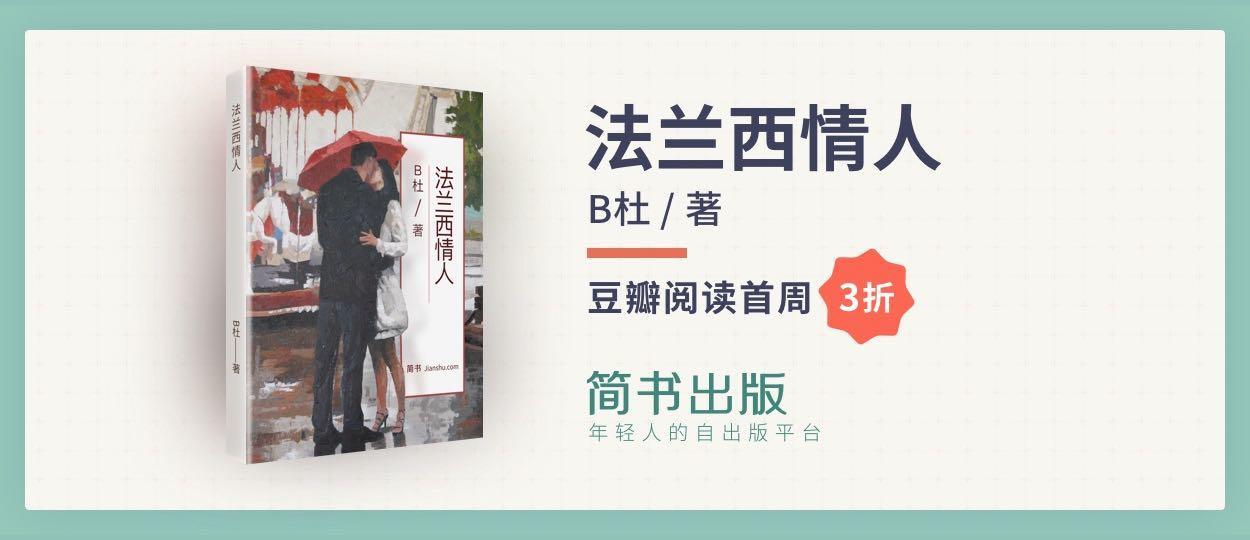 法兰西情人
B杜——著
法兰西情人
B杜 / 著
简书 Jianshu.com
法兰西情人
B杜 / 著
豆瓣阅读首周 3折
简书出版
年轻人的自出版平台